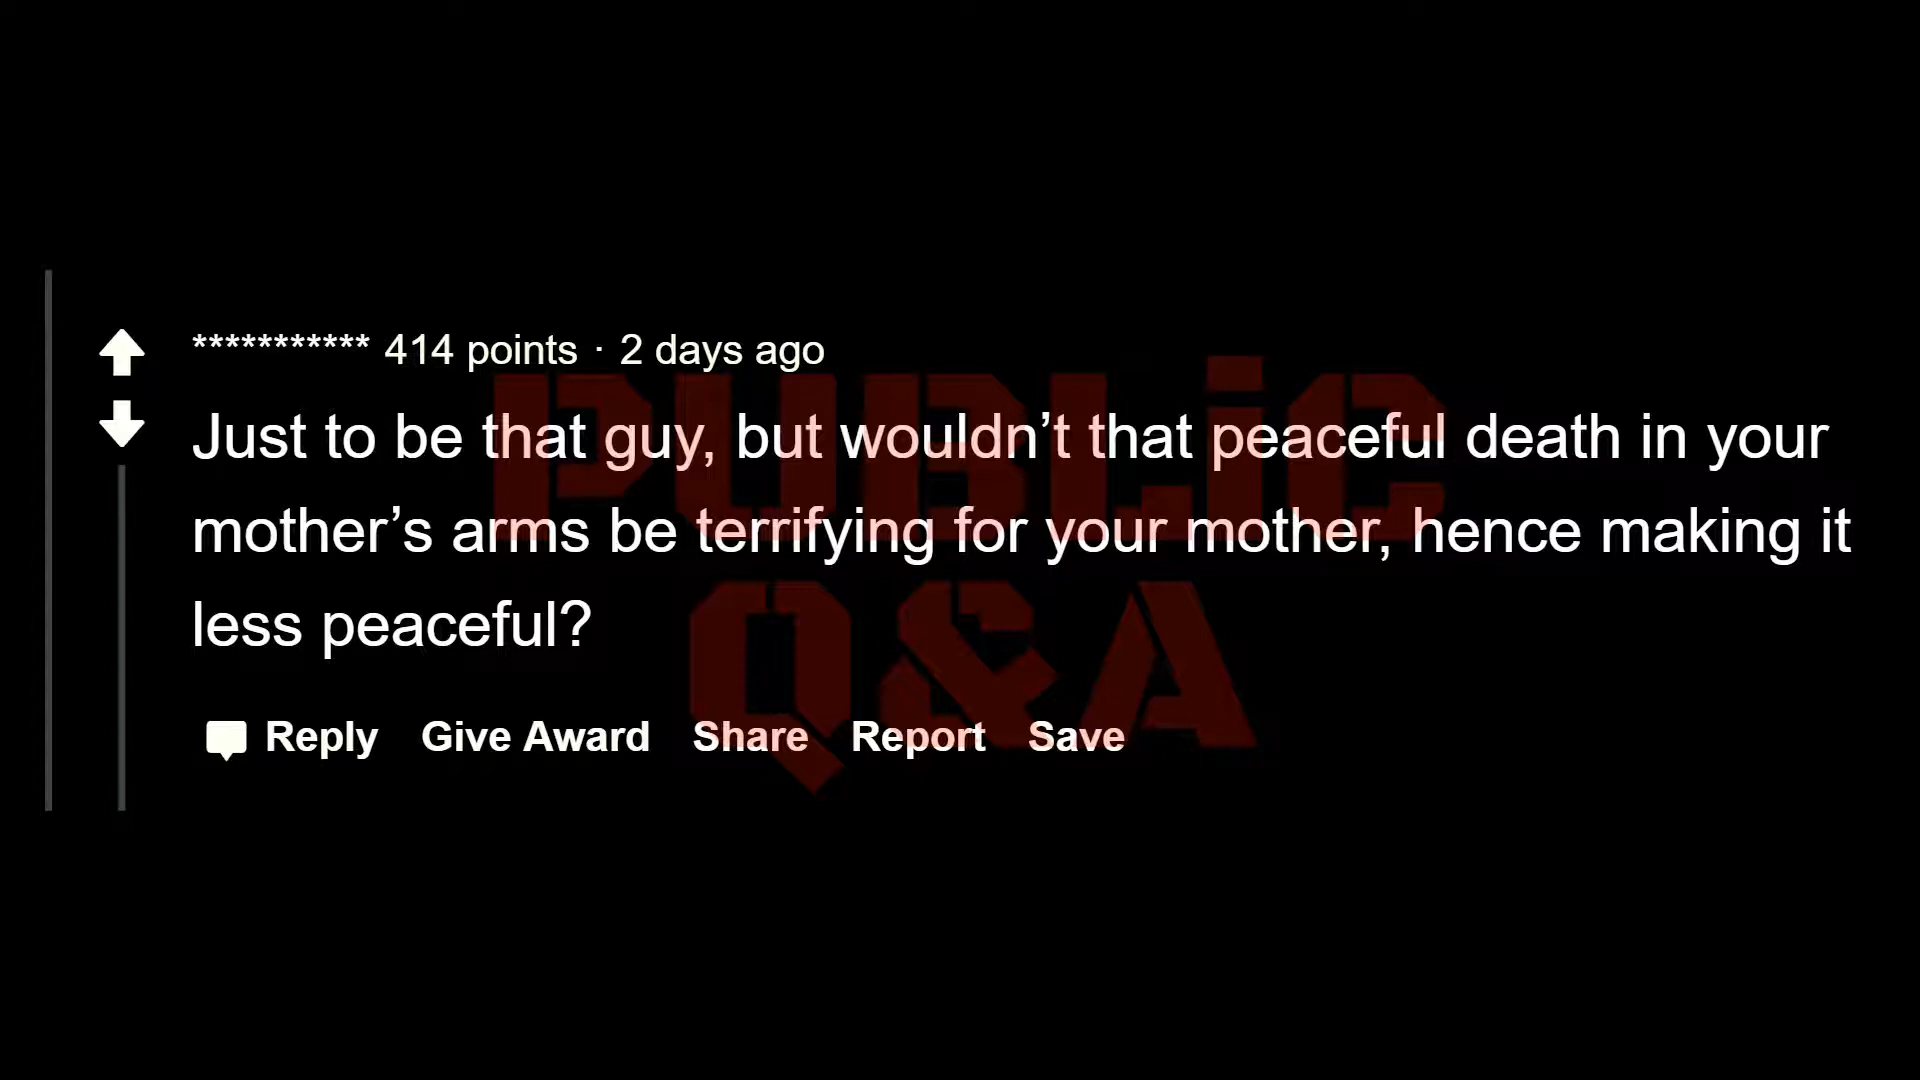 *********** 414 points · 2 days ago
Just to be that guy, but wouldn’t that peaceful death in your
mother’s arms be terrifying for your mother, hence making it
less peaceful?
Reply Give Award Share Report Save
PUBLiC
Q&A